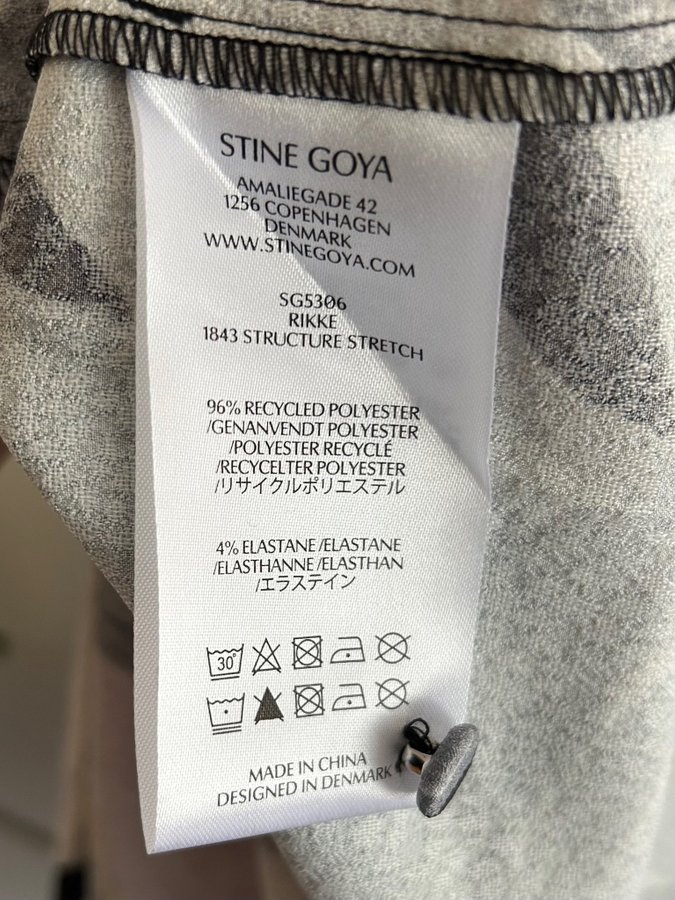 STINE GOYA
AMALIEGADE 42
1256 COPENHAGEN
DENMARK
WWW.STINEGOYA.COM
SG5306
RIKKE
1843 STRUCTURE STRETCH
96% RECYCLED POLYESTER
/GENANVENDT POLYESTER
/POLYESTER RECYCLÉ
/RECYCELTER POLYESTER
/リサイクルポリエステル
4% ELASTANE /ELASTANE
/ELASTHANNE /ELASTHAN
/エラステイン
30°
MADE IN CHINA
DESIGNED IN DENMARK